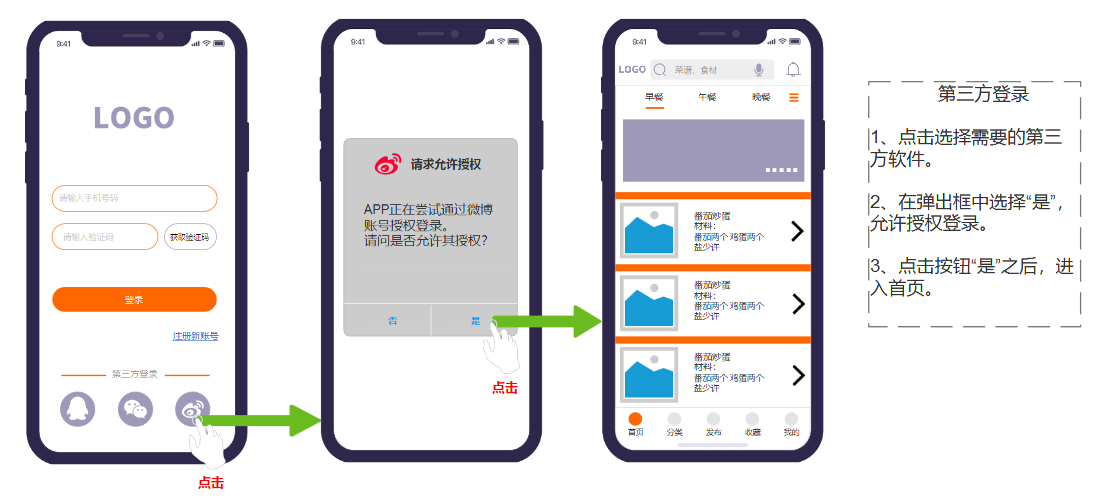 9:41
LOGO
请输入手机号码
请输入验证码
获取验证码
登录
注册新账号
第三方登录
点击
9:41
请求允许授权
APP正在尝试通过微博
账号授权登录。
请问是否允许其授权?
否
是
点击
9:41
LOGO
菜谱、食材
早餐
午餐
晚餐
番茄炒蛋
材料:
番茄两个 鸡蛋两个
盐少许
番茄炒蛋
材料:
番茄两个 鸡蛋两个
盐少许
番茄炒蛋
材料:
番茄两个 鸡蛋两个
盐少许
首页
分类
发布
收藏
我的
第三方登录
1、点击选择需要的第三
方软件。
2、在弹出框中选择“是”,
允许授权登录。
3、点击按钮“是”之后，进
入首页。